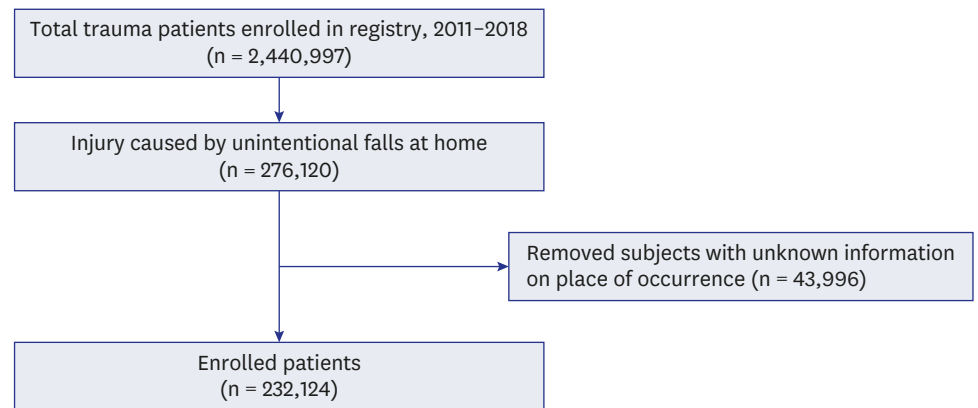 Total trauma patients enrolled in registry, 2011–2018
(n = 2,440,997)
Injury caused by unintentional falls at home
(n = 276,120)
Removed subjects with unknown information
on place of occurrence (n = 43,996)
Enrolled patients
(n = 232,124)